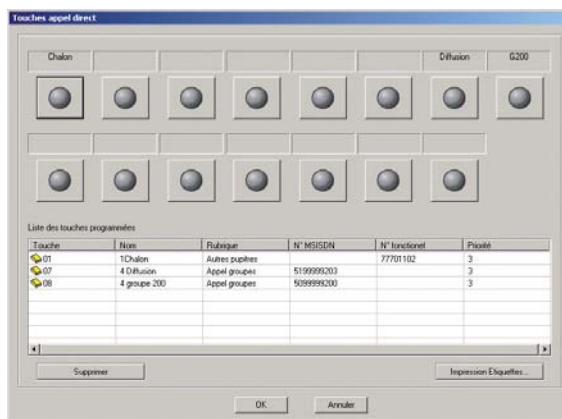 Touches appel direct
Chalon Diffusion G200
Liste des touches programmées
Touche Nom Rubrique N° MSISDN N° fonctionel Priorité
01 1Chalon Autres pupitres 77701102 3
07 4 Diffusion Appel groupes 5199999203 3
08 4 groupe 200 Appel groupes 5099999200 3
Supprimer Impression Etiquettes...
OK Annuler